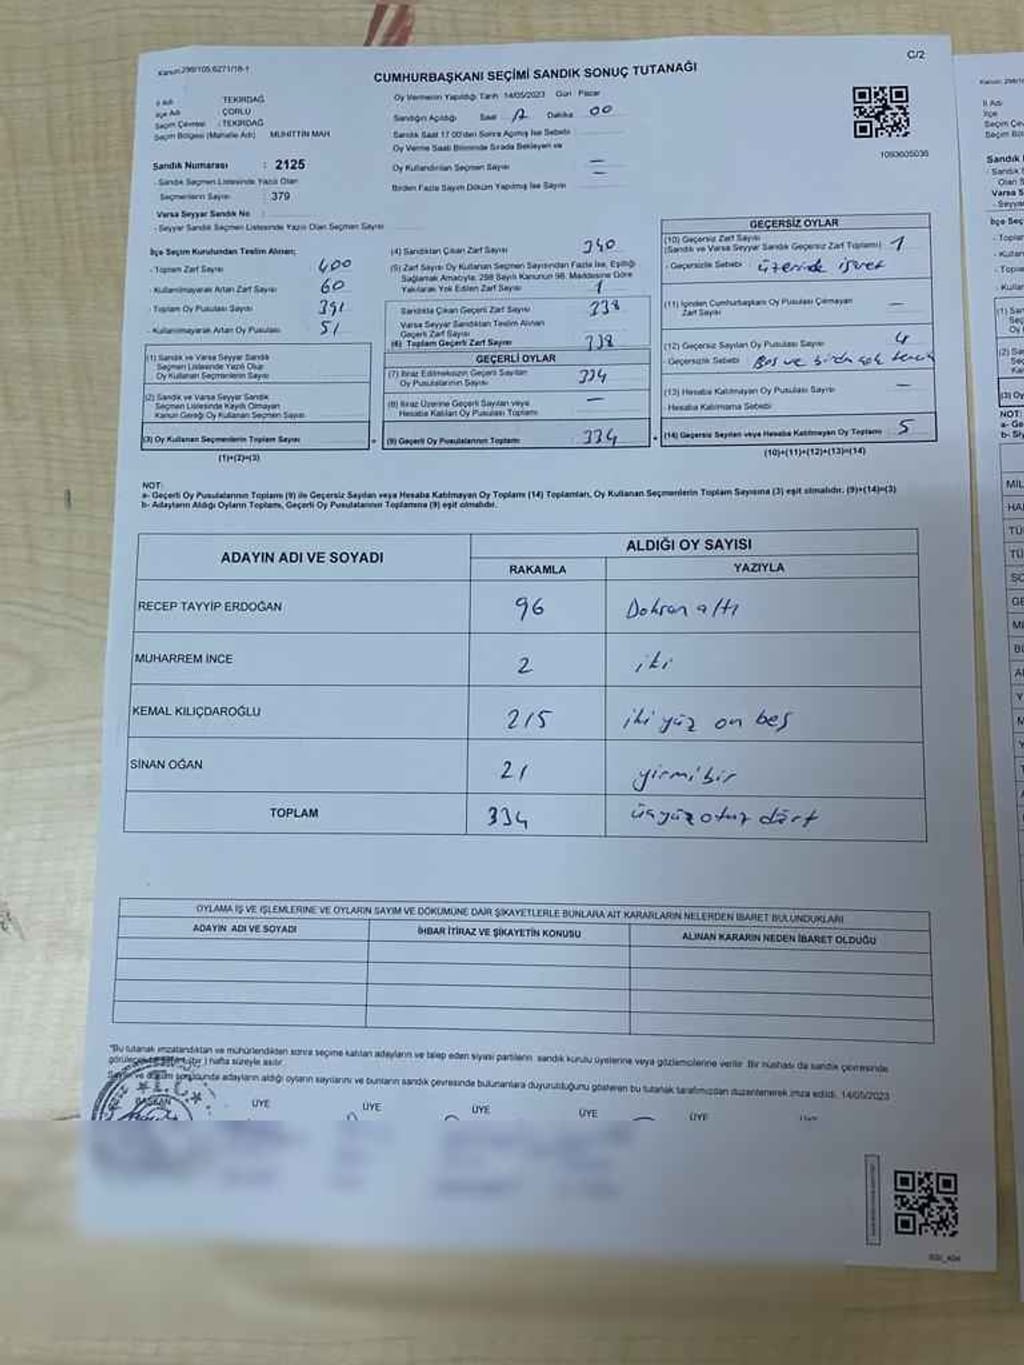 Kanun:298/105,6271/18-1
C/2
CUMHURBAŞKANI SEÇİMİ SANDIK SONUÇ TUTANAĞI
İl Adı : TEKİRDAĞ
İlçe Adı : ÇORLU
Seçim Çevresi : TEKİRDAĞ
Seçim Bölgesi (Mahalle Adı) : MUHİTTİN MAH.
Sandık Numarası : 2125
- Sandık Seçmen Listesinde Yazılı Olan
Seçmenlerin Sayısı : 379
Varsa Seyyar Sandık No :
- Seyyar Sandık Seçmen Listesinde Yazılı Olan Seçmen Sayısı
Oy Vermenin Yapıldığı Tarih 14/05/2023 Gün : Pazar
Sandığın Açıldığı Saat Dakika 00
Sandık Saat 17.00'den Sonra Açılmış İse Sebebi
Oy Verme Saati Bitiminde Sırada Bekleyen ve
Oy Kullandırılan Seçmen Sayısı —
Birden Fazla Sayım Döküm Yapılmış İse Sayısı —
1093605036
İlçe Seçim Kurulundan Teslim Alınan;
- Toplam Zarf Sayısı 400
- Kullanılmayarak Artan Zarf Sayısı 60
- Toplam Oy Pusulası Sayısı 391
- Kullanılmayarak Artan Oy Pusulası 51
(1) Sandık ve Varsa Seyyar Sandık
Seçmen Listesinde Yazılı Olup
Oy Kullanan Seçmenlerin Sayısı
(2) Sandık ve Varsa Seyyar Sandık
Seçmen Listesinde Kayıtlı Olmayan
Kanun Gereği Oy Kullanan Seçmen Sayısı
(3) Oy Kullanan Seçmenlerin Toplam Sayısı
(1)+(2)=(3)
=
(4) Sandıktan Çıkan Zarf Sayısı 340
(5) Zarf Sayısı Oy Kullanan Seçmen Sayısından Fazla İse, Eşitliği
Sağlamak Amacıyla, 298 Sayılı Kanunun 98. Maddesine Göre
Yakılarak Yok Edilen Zarf Sayısı 1
Sandıkta Çıkan Geçerli Zarf Sayısı 338
Varsa Seyyar Sandıktan Teslim Alınan
Geçerli Zarf Sayısı
(6) Toplam Geçerli Zarf Sayısı 338
GEÇERLİ OYLAR
(7) İtiraz Edilmeksizin Geçerli Sayılan
Oy Pusulalarının Sayısı 334
(8) İtiraz Üzerine Geçerli Sayılan veya
Hesaba Katılan Oy Pusulası Toplamı —
(9) Geçerli Oy Pusulalarının Toplamı 334
+
GEÇERSİZ OYLAR
(10) Geçersiz Zarf Sayısı
(Sandık ve Varsa Seyyar Sandık Geçersiz Zarf Toplamı) 1
- Geçersizlik Sebebi üzerinde işaret
(11) İçinden Cumhurbaşkanı Oy Pusulası Çıkmayan
Zarf Sayısı —
(12) Geçersiz Sayılan Oy Pusulası Sayısı 4
- Geçersizlik Sebebi Boş ve birden çok tercih
(13) Hesaba Katılmayan Oy Pusulası Sayısı —
- Hesaba Katılmama Sebebi
(14) Geçersiz Sayılan veya Hesaba Katılmayan Oy Toplamı 5
(10)+(11)+(12)+(13)=(14)
NOT:
a- Geçerli Oy Pusulalarının Toplamı (9) ile Geçersiz Sayılan veya Hesaba Katılmayan Oy Toplamı (14) Toplamları, Oy Kullanan Seçmenlerin Toplam Sayısına (3) eşit olmalıdır. (9)+(14)=(3)
b- Adayların Aldığı Oyların Toplamı, Geçerli Oy Pusulalarının Toplamına (9) eşit olmalıdır.
ADAYIN ADI VE SOYADI
ALDIĞI OY SAYISI
RAKAMLA YAZIYLA
RECEP TAYYİP ERDOĞAN 96 Doksan altı
MUHARREM İNCE 2 iki
KEMAL KILIÇDAROĞLU 215 iki yüz on beş
SİNAN OĞAN 21 yirmibir
TOPLAM 334 üçyüzotuz dört
OYLAMA İŞ VE İŞLEMLERİNE VE OYLARIN SAYIM VE DÖKÜMÜNE DAİR ŞİKAYETLERLE BUNLARA AİT KARARLARIN NELERDEN İBARET BULUNDUKLARI
ADAYIN ADI VE SOYADI İHBAR İTİRAZ VE ŞİKAYETİN KONUSU ALINAN KARARIN NEDEN İBARET OLDUĞU
*Bu tutanak imzalandıktan ve mühürlendikten sonra seçime katılan adayların ve talep eden siyasi partilerin sandık kurulu üyelerine veya gözlemcilerine verilir. Bir nüshası da sandık çevresinde
hafta süreyle asılır.
adayların aldığı oyların sayılarını ve bunların sandık çevresinde bulunanlara duyurulduğunu gösteren bu tutanak tarafımızdan düzenlenerek imza edildi. 14/05/2023
T.C.
BAŞKAN ÜYE ÜYE ÜYE ÜYE ÜYE